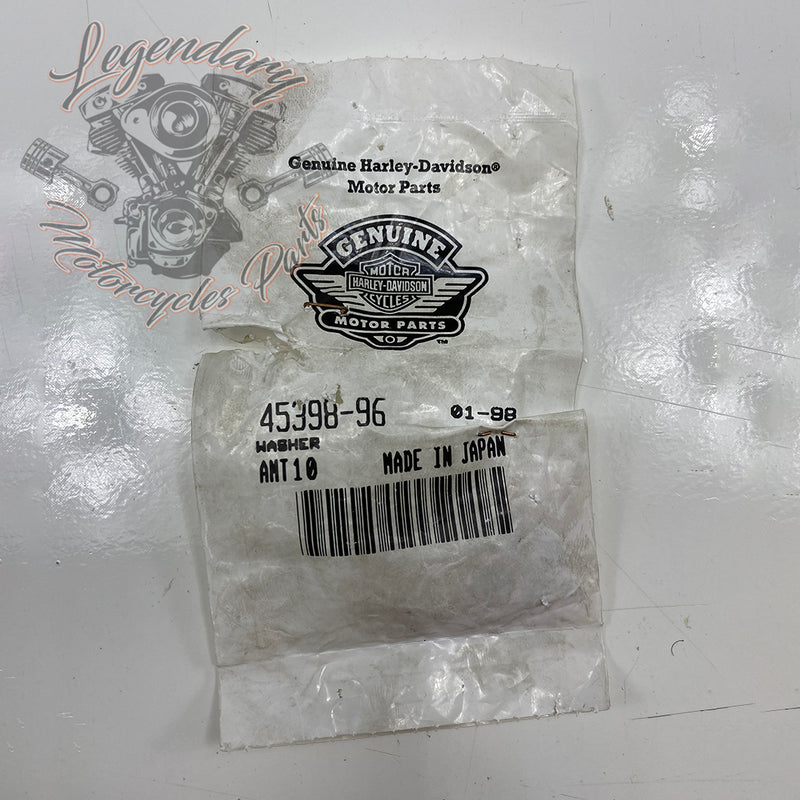 Legendary
Motorcycles Parts
Genuine Harley-Davidson®
Motor Parts
GENUINE
MOTOR
HARLEY-DAVIDSON
CYCLES
MOTOR PARTS
TM
45398-96 01-98
WASHER
AMT10 MADE IN JAPAN